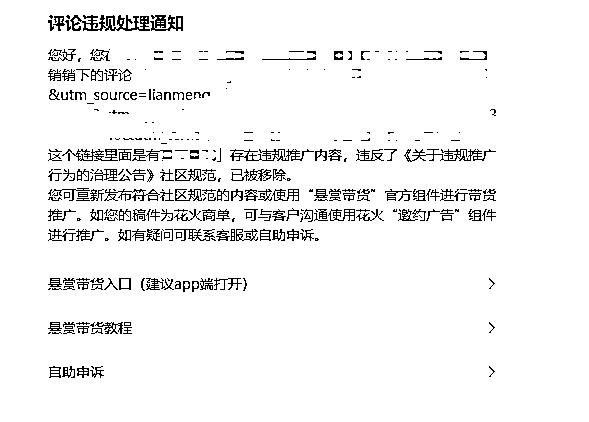 评论违规处理通知
您好，您
销销下的评论
&utm_source=lianmeng
这个链接里面是有 」存在违规推广内容，违反了《关于违规推广
行为的治理公告》社区规范，已被移除。
您可重新发布符合社区规范的内容或使用“悬赏带货”官方组件进行带货
推广。如您的稿件为花火商单，可与客户沟通使用花火“邀约广告”组件
进行推广。如有疑问可联系客服或自助申诉。
悬赏带货入口（建议app端打开）
悬赏带货教程
自助申诉